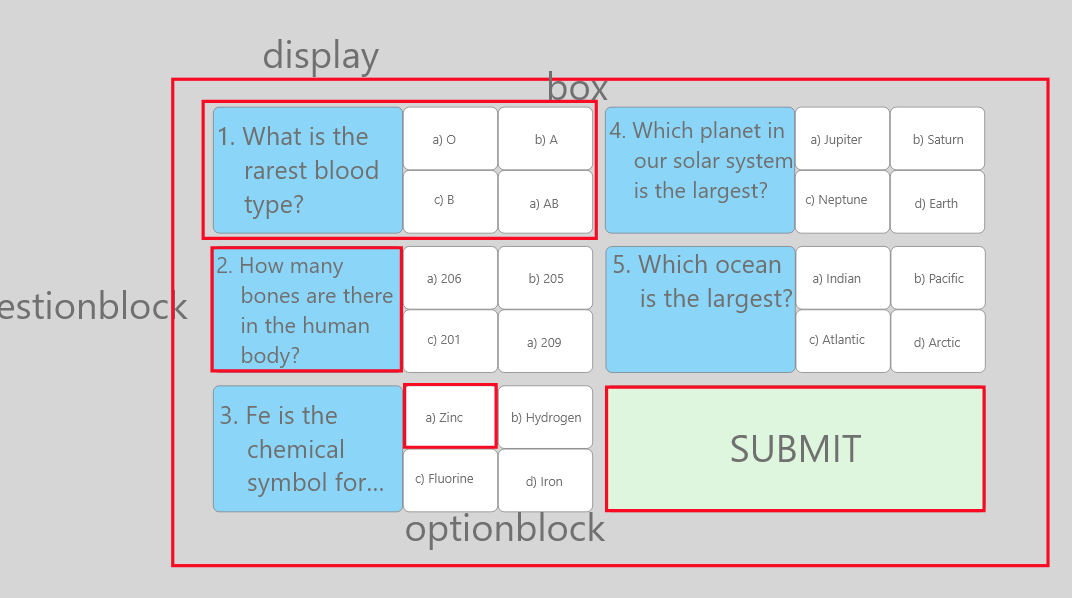 display
box
1. What is the
rarest blood
type?
a) O
b) A
c) B
a) AB
4. Which planet in
our solar system
is the largest?
a) Jupiter
b) Saturn
c) Neptune
d) Earth
estionblock
2. How many
bones are there
in the human
body?
a) 206
b) 205
c) 201
a) 209
5. Which ocean
is the largest?
a) Indian
b) Pacific
c) Atlantic
d) Arctic
3. Fe is the
chemical
symbol for...
a) Zinc
b) Hydrogen
c) Fluorine
d) Iron
SUBMIT
optionblock